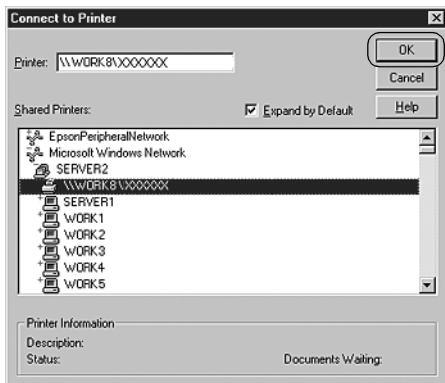 Connect to Printer
Printer: \\WORK8\XXXXXX
OK
Cancel
Help
Shared Printers:
Expand by Default
EpsonPeripheralNetwork
Microsoft Windows Network
SERVER2
\\WORK8\XXXXXX
SERVER1
WORK1
WORK2
WORK3
WORK4
WORK5
Printer Information
Description:
Status:
Documents Waiting: